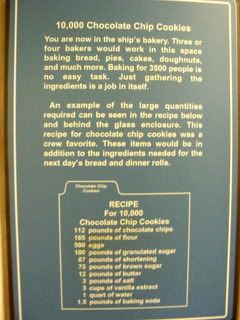 10,000 Chocolate Chip Cookies
You are now in the ship's bakery. Three or
four bakers would work in this space
baking bread, pies, cakes, doughnuts,
and much more. Baking for 3500 people is
no easy task. Just gathering the
ingredients is a job in itself.
An example of the large quantities
required can be seen in the recipe below
and behind the glass enclosure. This
recipe for chocolate chip cookies was a
crew favorite. These items would be in
addition to the ingredients needed for the
next day's bread and dinner rolls.
Chocolate Chip
Cookies
RECIPE
For 10,000
Chocolate Chip Cookies
112 pounds of chocolate chips
165 pounds of flour
500 eggs
100 pounds of granulated sugar
87 pounds of shortening
75 pounds of brown sugar
12 pounds of butter
3 pounds of salt
3 cups of vanilla extract
1 quart of water
1.5 pounds of baking soda